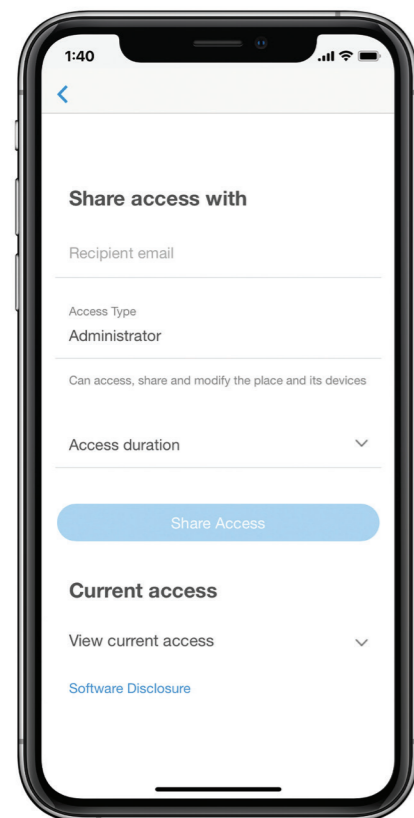 1:40
Share access with
Recipient email
Access Type
Administrator
Can access, share and modify the place and its devices
Access duration
Share Access
Current access
View current access
Software Disclosure